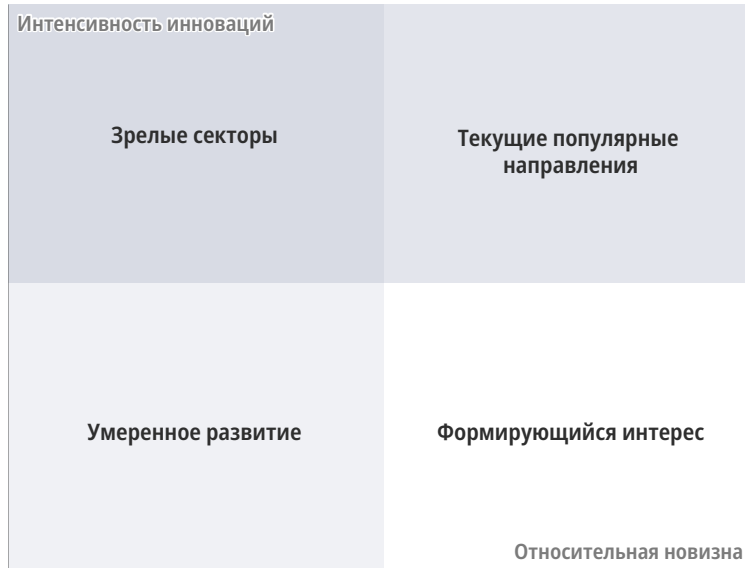 Интенсивность инноваций
Зрелые секторы
Текущие популярные
направления
Умеренное развитие
Формирующийся интерес
Относительная новизна